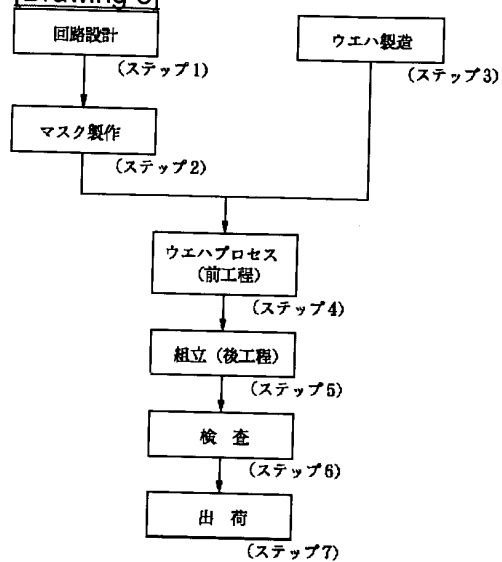 Drawing 8
回路設計
(ステップ1)
ウエハ製造
(ステップ3)
マスク製作
(ステップ2)
ウエハプロセス
(前工程)
(ステップ4)
組立(後工程)
(ステップ5)
検 査
(ステップ6)
出 荷
(ステップ7)